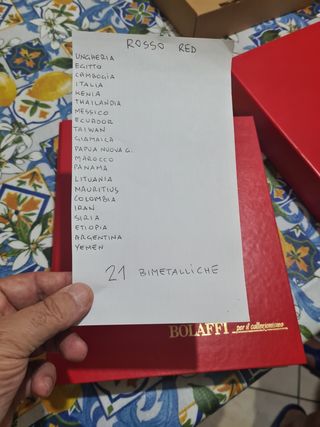 ROSSO RED
UNGHERIA
EGITTO
CAMBOGIA
ITALIA
KENIA
THAILANDIA
MESSICO
ECUADOR
TAIWAN
GIAMAICA
PAPUA NUOVA G.
MAROCCO
PANAMA
LITUANIA
MAURITIUS
COLOMBIA
IRAN
SIRIA
ETIOPIA
ARGENTINA
YEMEN
21 BIMETALLICHE
BOLAFFI per il collezionismo